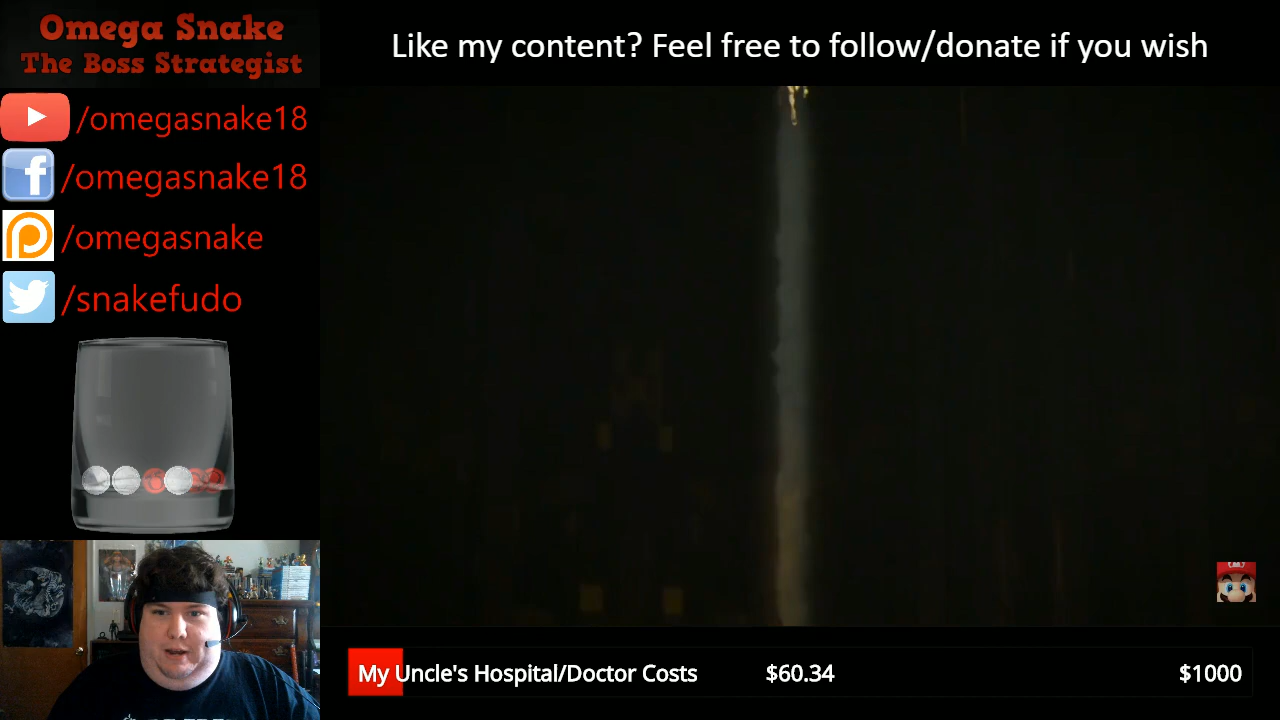 Omega Snake
The Boss Strategist
/omegasnake18
/omegasnake18
/omegasnake
/snakefudo
Like my content? Feel free to follow/donate if you wish
My Uncle's Hospital/Doctor Costs $60.34 $1000